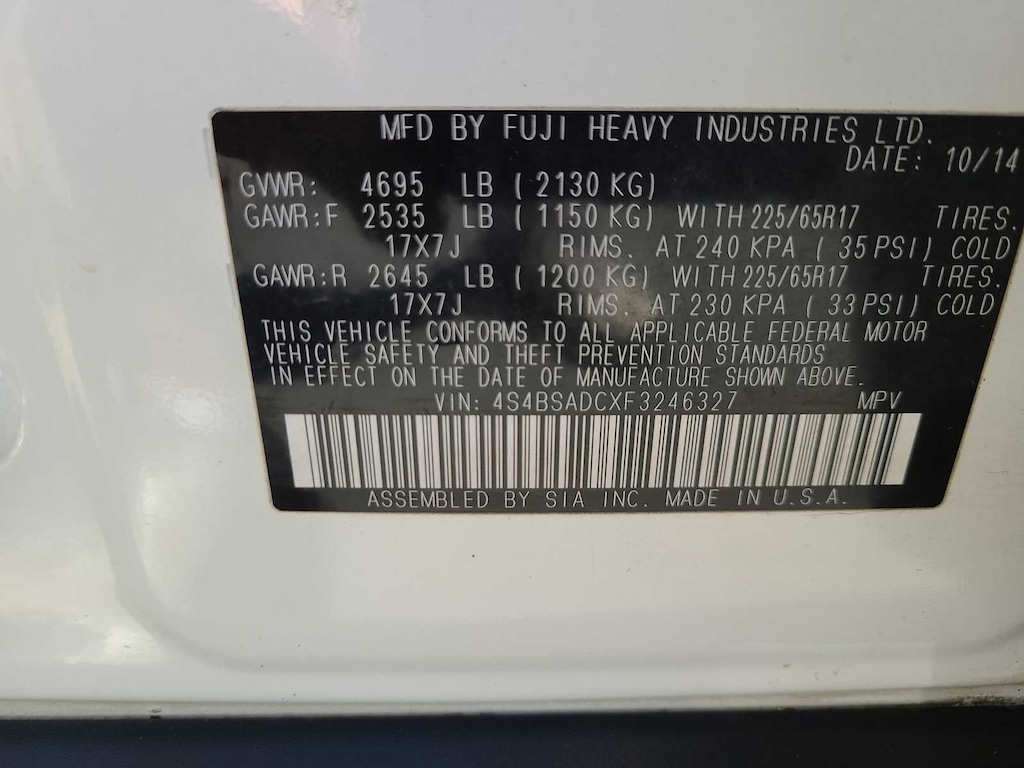 MFD BY FUJI HEAVY INDUSTRIES LTD.
DATE: 10/14
GVWR: 4695 LB (2130 KG)
GAWR:F 2535 LB (1150 KG) WITH 225/65R17 TIRES.
17X7J RIMS. AT 240 KPA (35 PSI) COLD
GAWR:R 2645 LB (1200 KG) WITH 225/65R17 TIRES.
17X7J RIMS. AT 230 KPA (33 PSI) COLD
THIS VEHICLE CONFORMS TO ALL APPLICABLE FEDERAL MOTOR
VEHICLE SAFETY AND THEFT PREVENTION STANDARDS
IN EFFECT ON THE DATE OF MANUFACTURE SHOWN ABOVE.
VIN: 4S4BSADCXF3246327 MPV
ASSEMBLED BY SIA INC. MADE IN U.S.A.